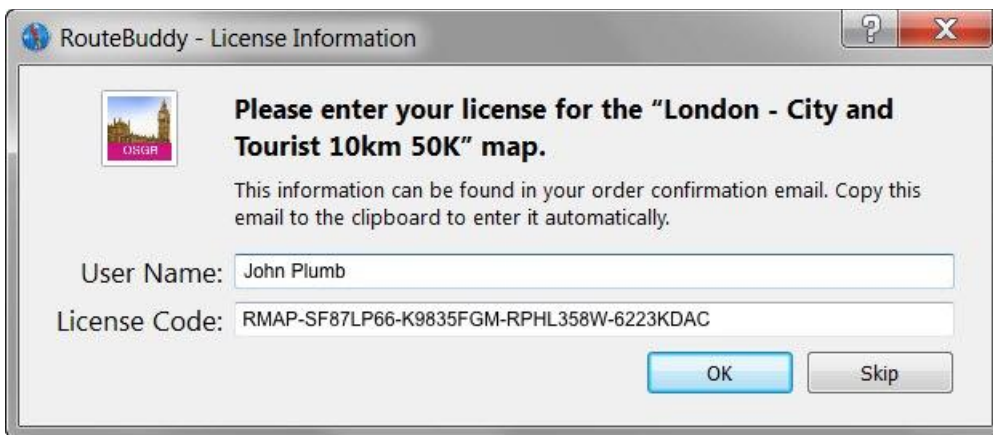 RouteBuddy - License Information
?
X
OSGR
Please enter your license for the “London - City and
Tourist 10km 50K” map.
This information can be found in your order confirmation email. Copy this
email to the clipboard to enter it automatically.
User Name: John Plumb
License Code: RMAP-SF87LP66-K9835FGM-RPHL358W-6223KDAC
OK Skip